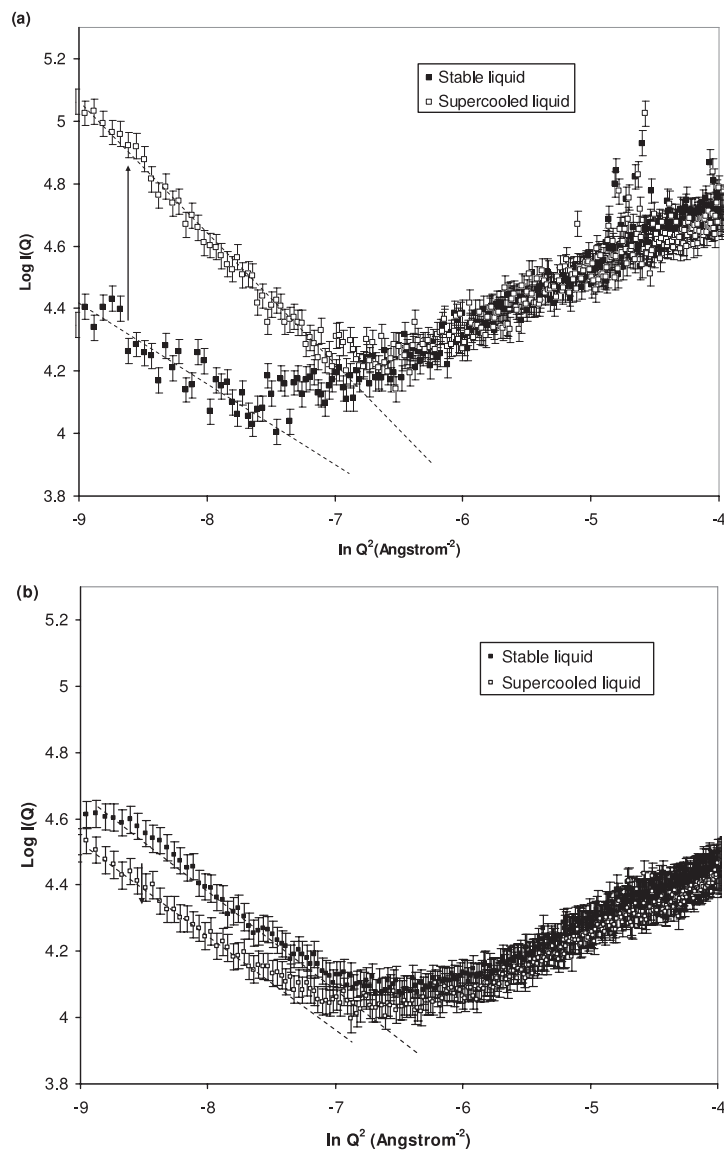 (a)
5.2
5
4.8
4.6
4.4
4.2
4
3.8
Log I(Q)
Stable liquid
Supercooled liquid
-9 -8 -7 -6 -5 -4
ln Q² (Angstrom⁻²)
(b)
5.2
5
4.8
4.6
4.4
4.2
4
3.8
Log I(Q)
Stable liquid
Supercooled liquid
-9 -8 -7 -6 -5 -4
ln Q² (Angstrom⁻²)